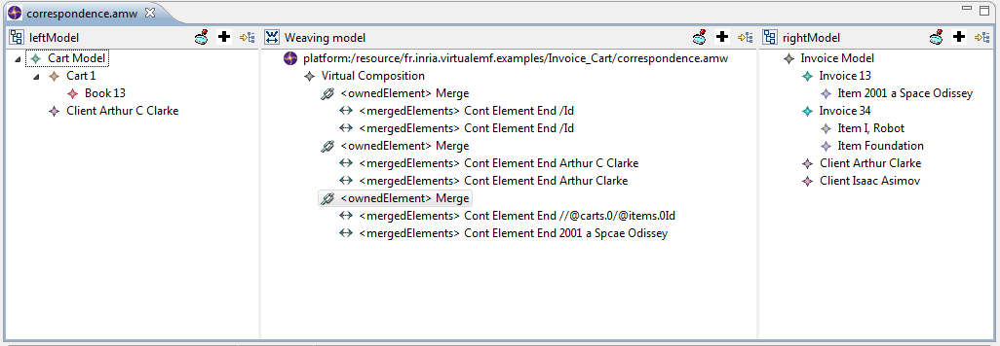 correspondence.amw
leftModel
Cart Model
Cart 1
Book 13
Client Arthur C Clarke
Weaving model
platform:/resource/fr.inria.virtualemf.examples/Invoice_Cart/correspondence.amw
Virtual Composition
<ownedElement> Merge
<mergedElements> Cont Element End /Id
<mergedElements> Cont Element End /Id
<ownedElement> Merge
<mergedElements> Cont Element End Arthur C Clarke
<mergedElements> Cont Element End Arthur Clarke
<ownedElement> Merge
<mergedElements> Cont Element End //@carts.0/@items.0Id
<mergedElements> Cont Element End 2001 a Spcae Odissey
rightModel
Invoice Model
Invoice 13
Item 2001 a Space Odissey
Invoice 34
Item I, Robot
Item Foundation
Client Arthur Clarke
Client Isaac Asimov